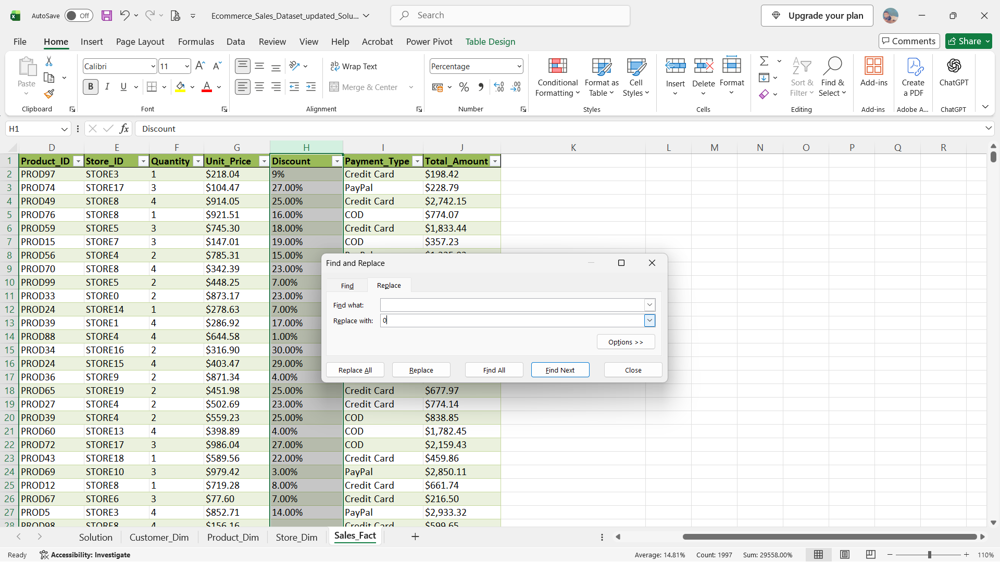 AutoSave Off Ecommerce_Sales_Dataset_updated_Solu... Search Upgrade your plan
File Home Insert Page Layout Formulas Data Review View Help Acrobat Power Pivot Table Design Comments Share
Paste Calibri 11 Wrap Text Percentage Conditional Formatting Format as Table Cell Styles Insert Delete Format Sort & Filter Find & Select Add-ins Create a PDF ChatGPT
B I U A Merge & Center
Clipboard Font Alignment Number Styles Cells Editing Add-ins Adobe A... ChatGPT
H1 fx Discount
D E F G H I J K L M N O P Q R
1 Product_ID Store_ID Quantity Unit_Price Discount Payment_Type Total_Amount
2 PROD97 STORE3 1 $218.04 9% Credit Card $198.42
3 PROD74 STORE17 3 $104.47 27.00% PayPal $228.79
4 PROD49 STORE8 4 $914.05 25.00% Credit Card $2,742.15
5 PROD76 STORE8 1 $921.51 16.00% COD $774.07
6 PROD59 STORE5 3 $745.30 18.00% Credit Card $1,833.44
7 PROD15 STORE7 3 $147.01 19.00% COD $357.23
8 PROD56 STORE4 2 $785.31 15.00%
9 PROD70 STORE8 4 $342.39 23.00%
10 PROD99 STORE5 2 $448.25 7.00%
11 PROD33 STORE0 2 $873.17 23.00%
12 PROD24 STORE14 1 $278.63 7.00%
13 PROD39 STORE1 4 $286.92 17.00%
14 PROD88 STORE4 4 $644.58 1.00%
15 PROD34 STORE16 2 $316.90 30.00%
16 PROD24 STORE15 4 $403.47 29.00%
17 PROD36 STORE9 2 $871.34 4.00%
18 PROD65 STORE19 2 $451.98 25.00% Credit Card $677.97
19 PROD27 STORE4 2 $502.69 23.00% Credit Card $774.14
20 PROD39 STORE4 2 $559.23 25.00% COD $838.85
21 PROD60 STORE13 4 $398.89 4.00% COD $1,782.45
22 PROD72 STORE17 3 $986.04 27.00% COD $2,159.43
23 PROD43 STORE18 1 $589.56 22.00% Credit Card $459.86
24 PROD69 STORE10 3 $979.42 3.00% PayPal $2,850.11
25 PROD12 STORE8 1 $719.28 8.00% Credit Card $661.74
26 PROD67 STORE6 3 $77.60 7.00% Credit Card $216.50
27 PROD5 STORE3 4 $852.71 14.00% PayPal $2,933.32
28 PROD98 STORE8 4 $156.16 Credit Card $599.65
Find and Replace
Find Replace
Find what:
Replace with: 0
Options >>
Replace All Replace Find All Find Next Close
Solution Customer_Dim Product_Dim Store_Dim Sales_Fact
Ready Accessibility: Investigate Average: 14.81% Count: 1997 Sum: 29558.00% 110%